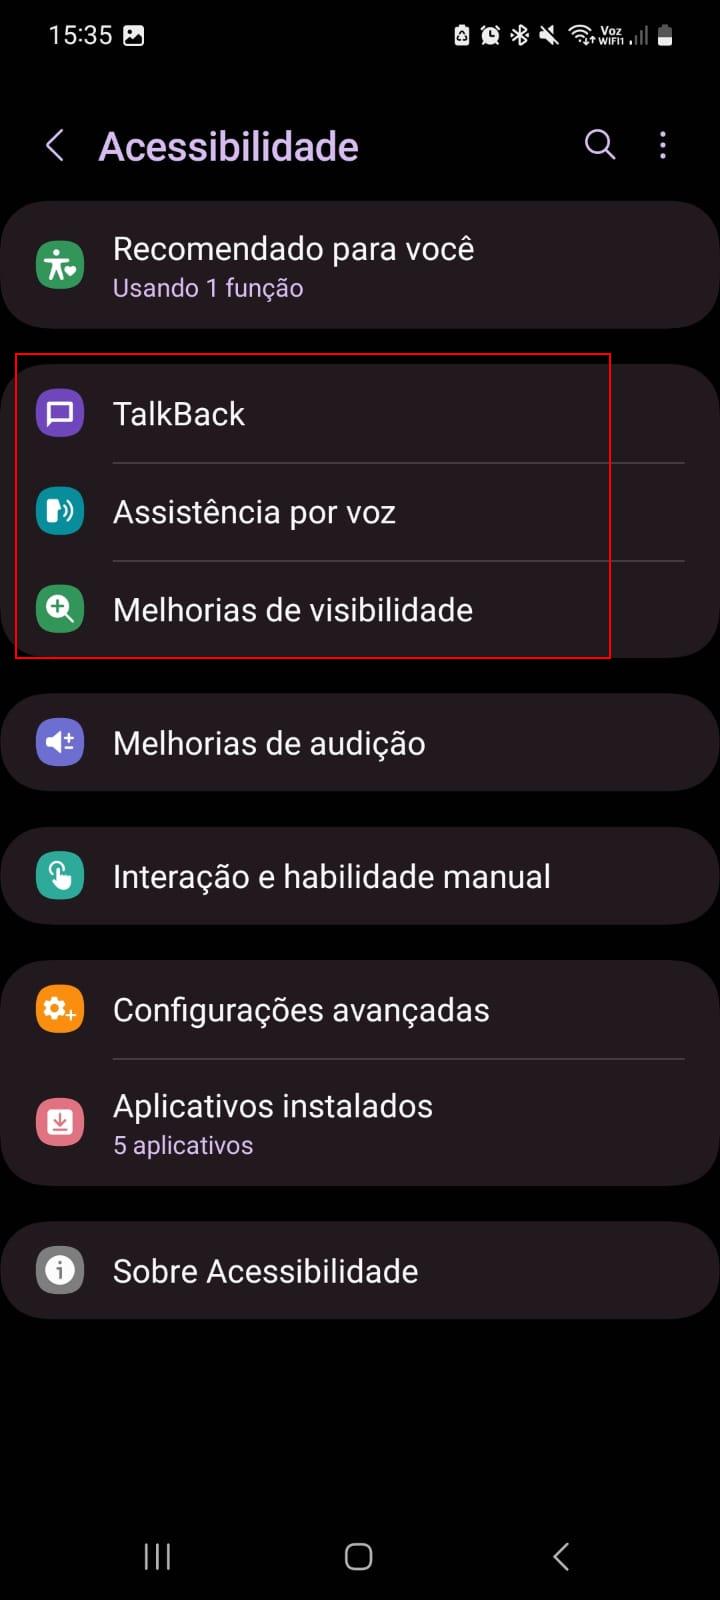 15:35
Voz
WIFI1
Acessibilidade
Recomendado para você
Usando 1 função
TalkBack
Assistência por voz
Melhorias de visibilidade
Melhorias de audição
Interação e habilidade manual
Configurações avançadas
Aplicativos instalados
5 aplicativos
Sobre Acessibilidade